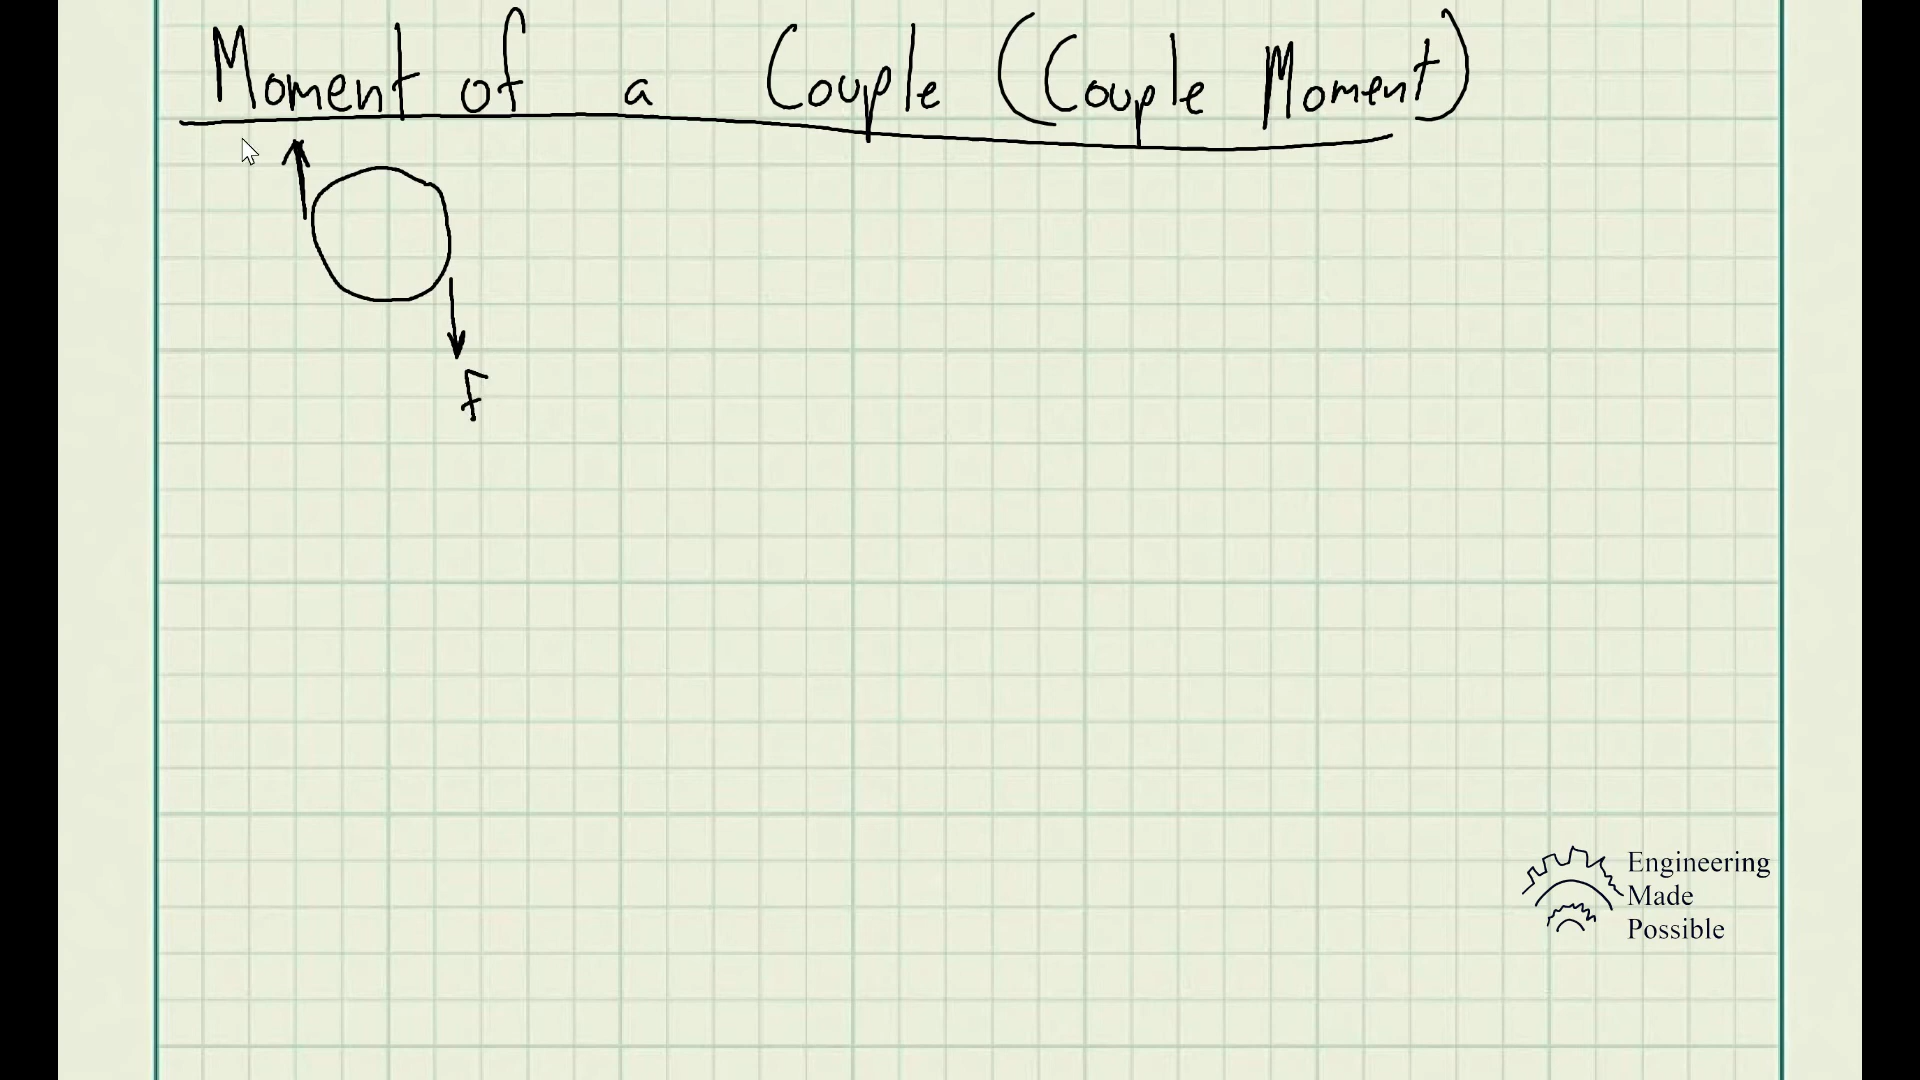 Moment of a Couple (Couple Moment)
F
Engineering
Made
Possible